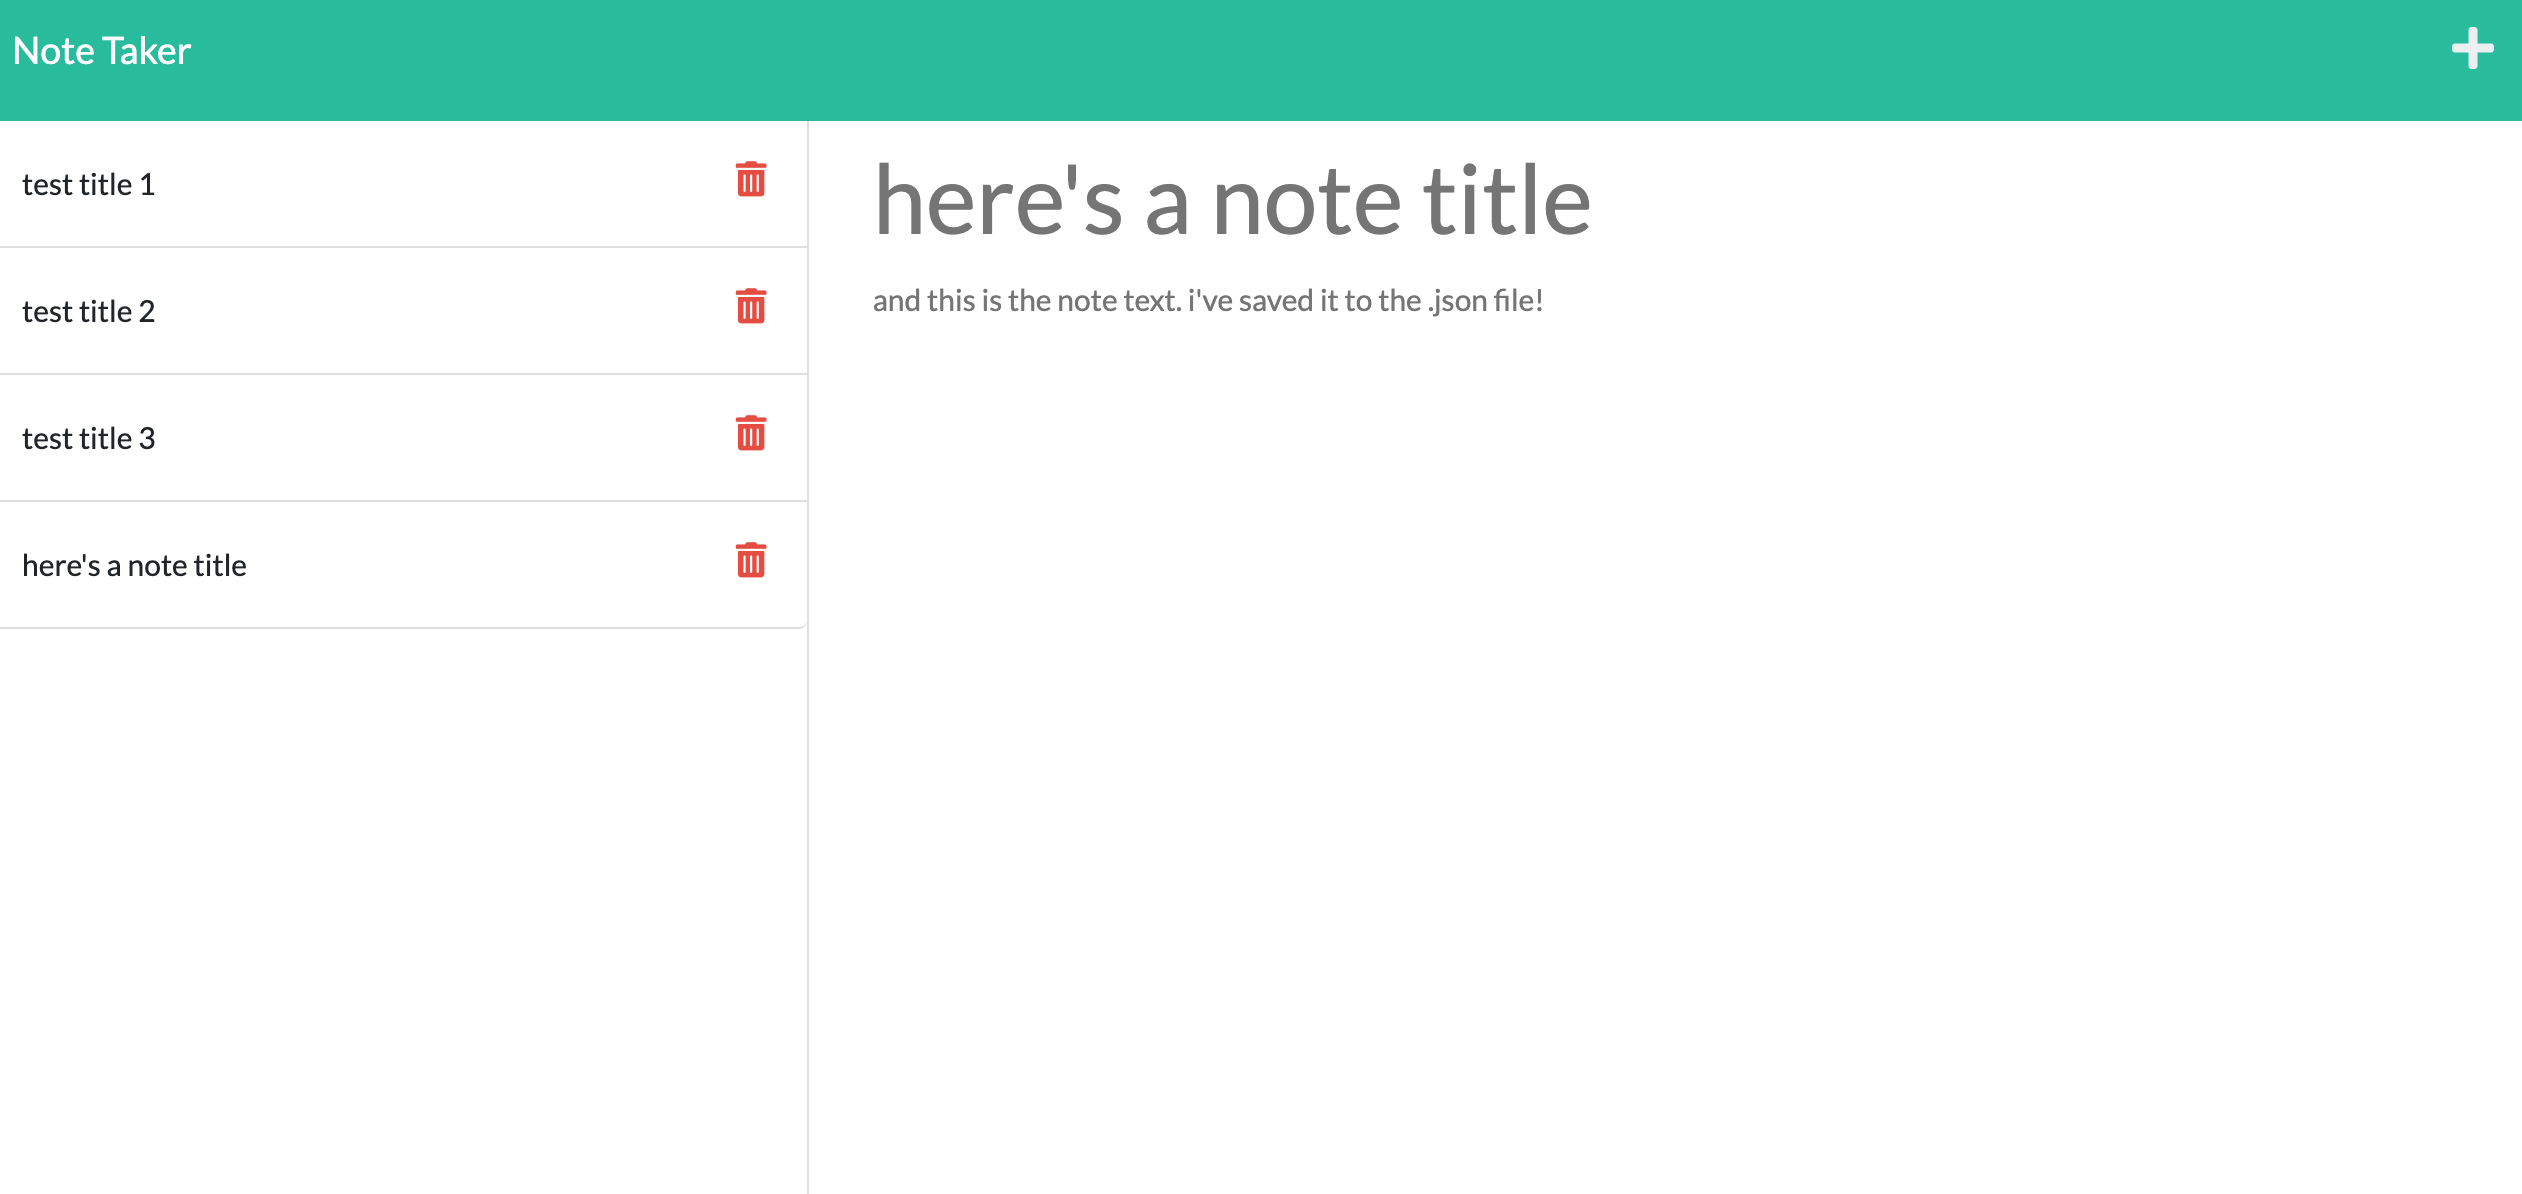 Note Taker
test title 1
test title 2
test title 3
here's a note title
here's a note title
and this is the note text. i've saved it to the .json file!